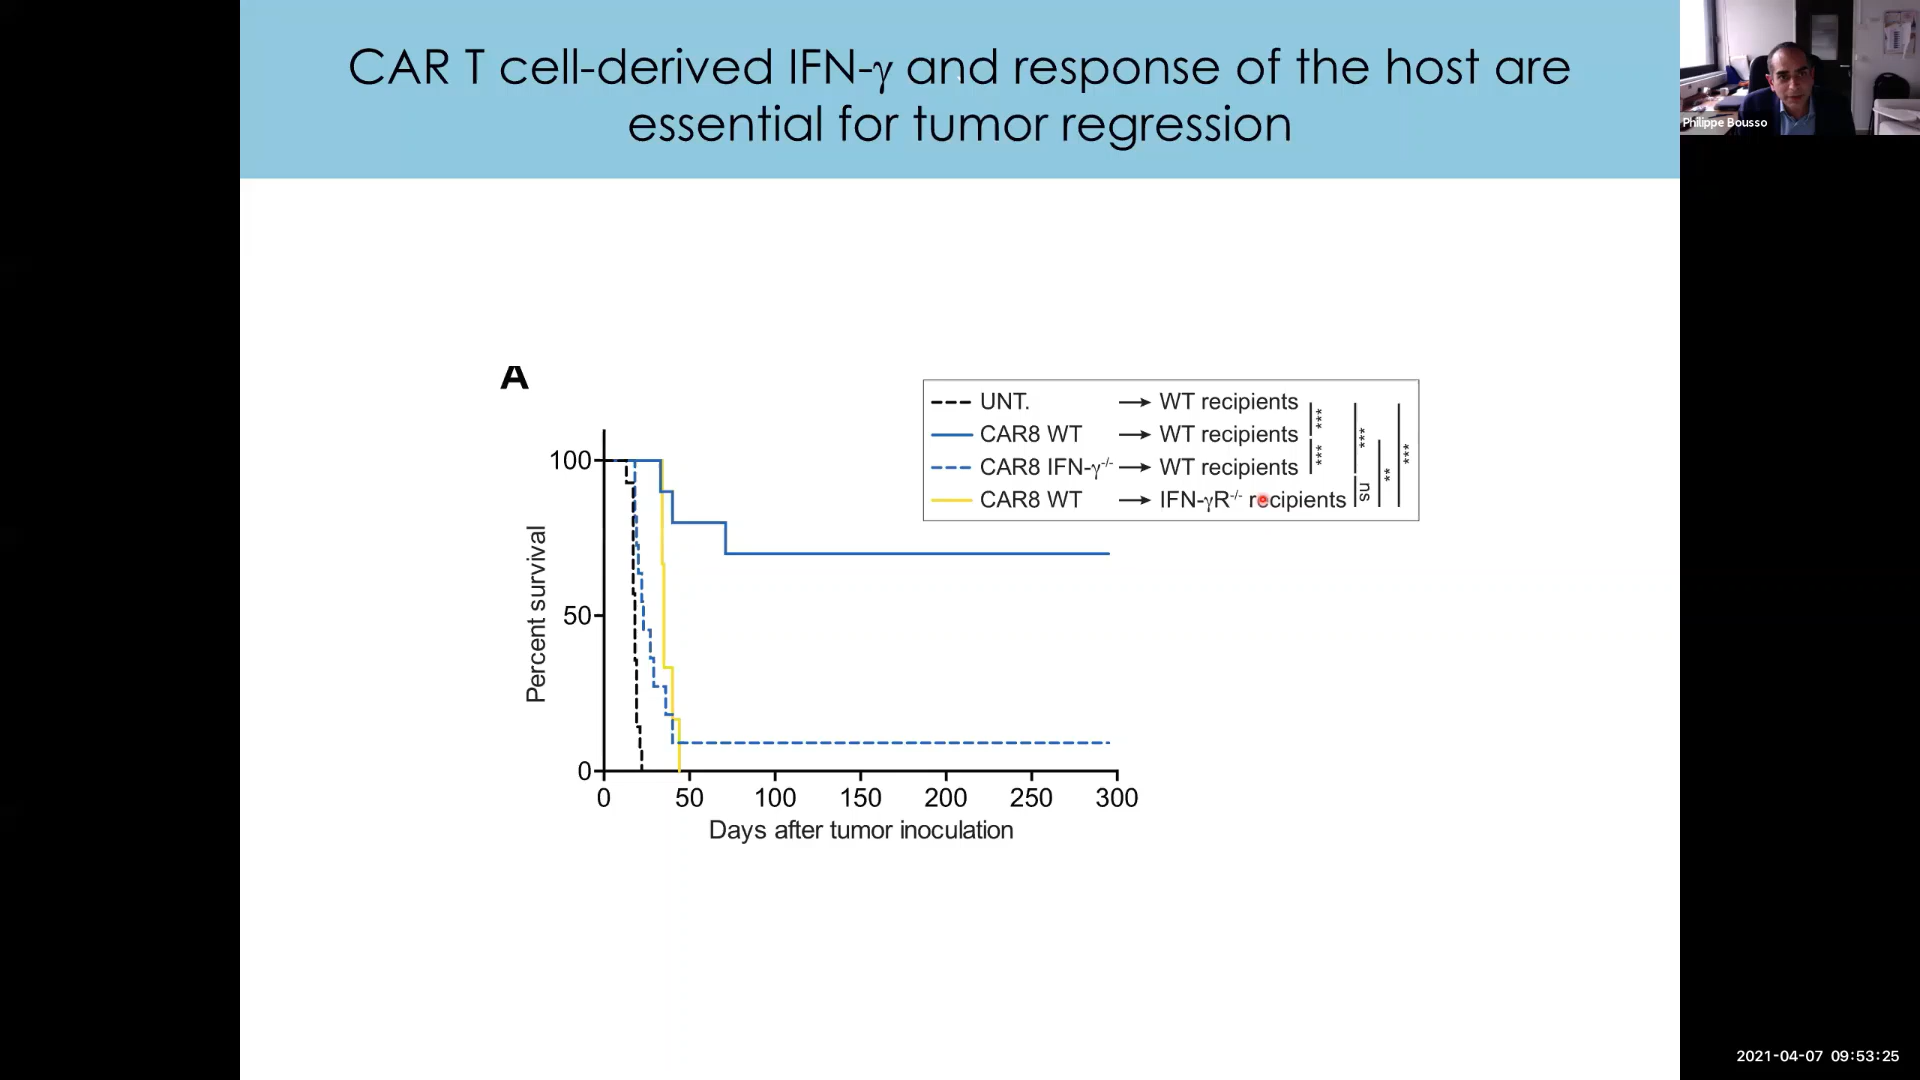 CAR T cell-derived IFN-γ and response of the host are
essential for tumor regression
Philippe Bousso
A
UNT. → WT recipients
CAR8 WT → WT recipients
CAR8 IFN-γ-/- → WT recipients
CAR8 WT → IFN-γR-/- recipients
***
***
***
ns
**
***
100
50
0
Percent survival
0 50 100 150 200 250 300
Days after tumor inoculation
2021-04-07 09:53:25